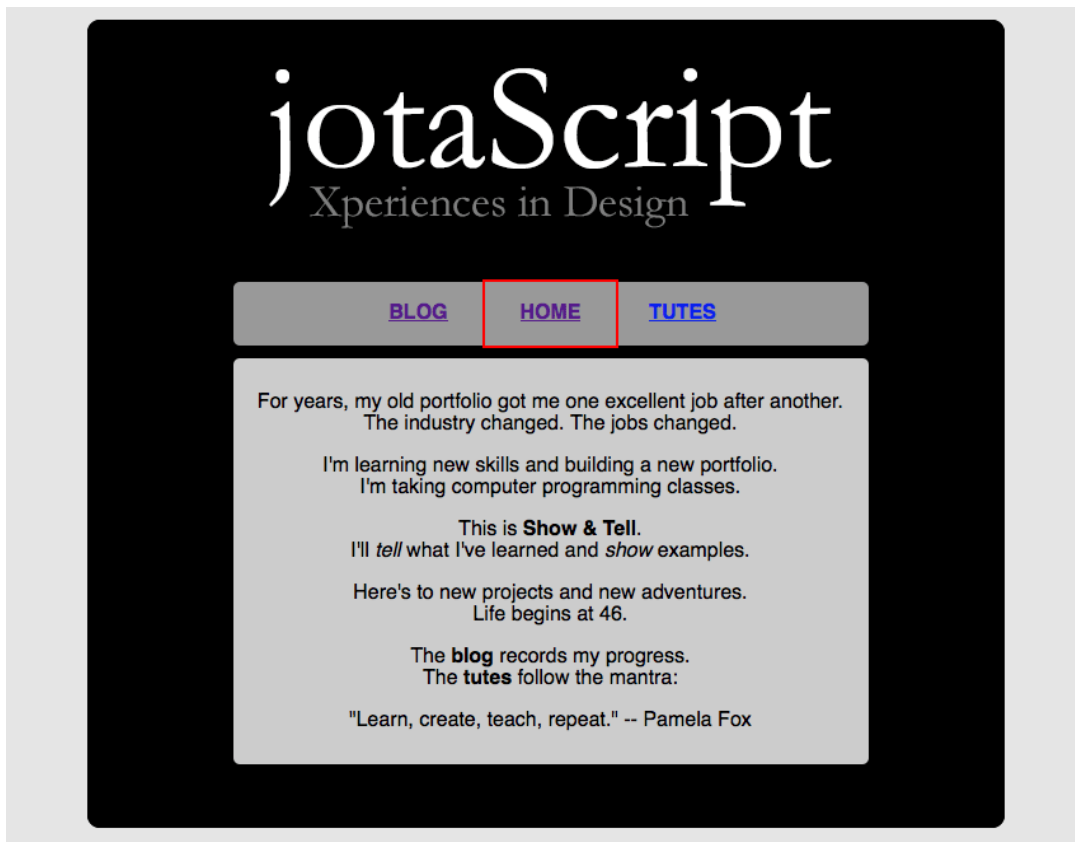 jotaScript
Xperiences in Design
BLOG HOME TUTES
For years, my old portfolio got me one excellent job after another.
The industry changed. The jobs changed.
I'm learning new skills and building a new portfolio.
I'm taking computer programming classes.
This is Show & Tell.
I'll tell what I've learned and show examples.
Here's to new projects and new adventures.
Life begins at 46.
The blog records my progress.
The tutes follow the mantra:
"Learn, create, teach, repeat." -- Pamela Fox